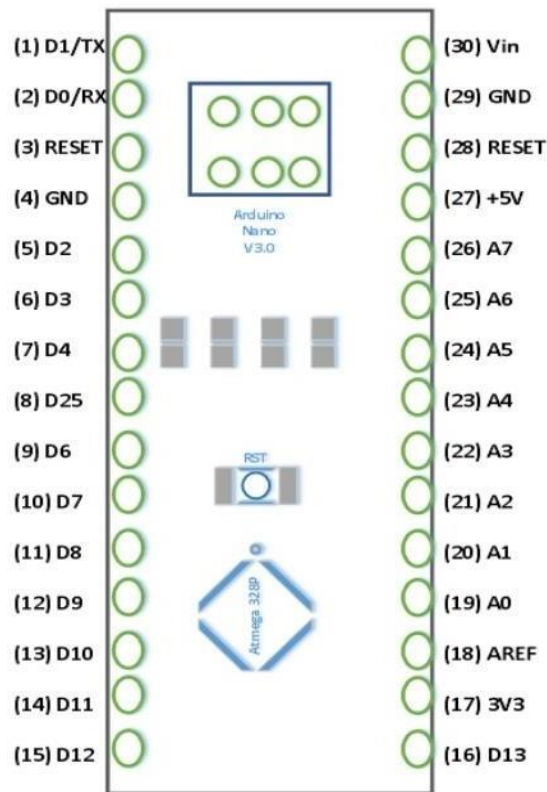 (1) D1/TX
(2) D0/RX
(3) RESET
(4) GND
(5) D2
(6) D3
(7) D4
(8) D25
(9) D6
(10) D7
(11) D8
(12) D9
(13) D10
(14) D11
(15) D12
Arduino
Nano
V3.0
RST
Atmega 328P
(30) Vin
(29) GND
(28) RESET
(27) +5V
(26) A7
(25) A6
(24) A5
(23) A4
(22) A3
(21) A2
(20) A1
(19) A0
(18) AREF
(17) 3V3
(16) D13